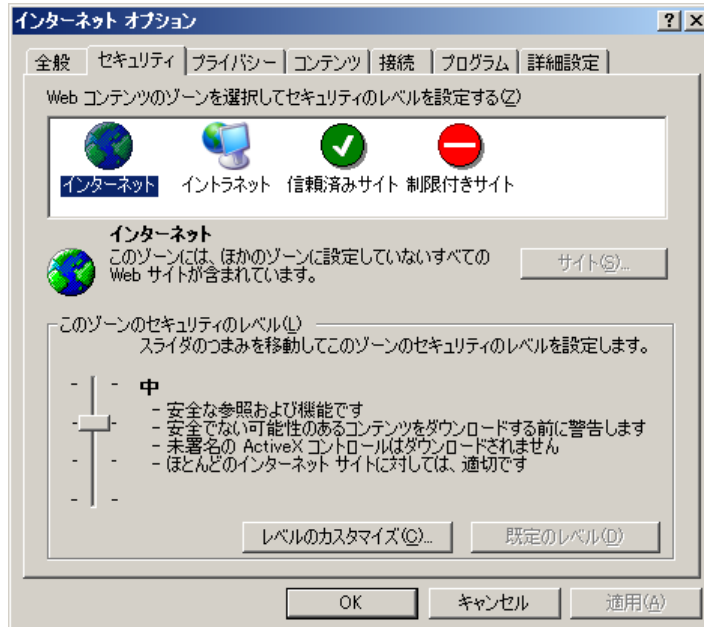 インターネット オプション
全般 セキュリティ プライバシー コンテンツ 接続 プログラム 詳細設定
Web コンテンツのゾーンを選択してセキュリティのレベルを設定する(Z)
インターネット イントラネット 信頼済みサイト 制限付きサイト
インターネット
このゾーンには、ほかのゾーンに設定していないすべての
Web サイトが含まれています。
サイト(S)...
このゾーンのセキュリティのレベル(L)
スライダのつまみを移動してこのゾーンのセキュリティのレベルを設定します。
中
- 安全な参照および機能です
- 安全でない可能性のあるコンテンツをダウンロードする前に警告します
- 未署名の ActiveX コントロールはダウンロードされません
- ほとんどのインターネット サイトに対しては、適切です
レベルのカスタマイズ(C)... 既定のレベル(D)
OK キャンセル 適用(A)